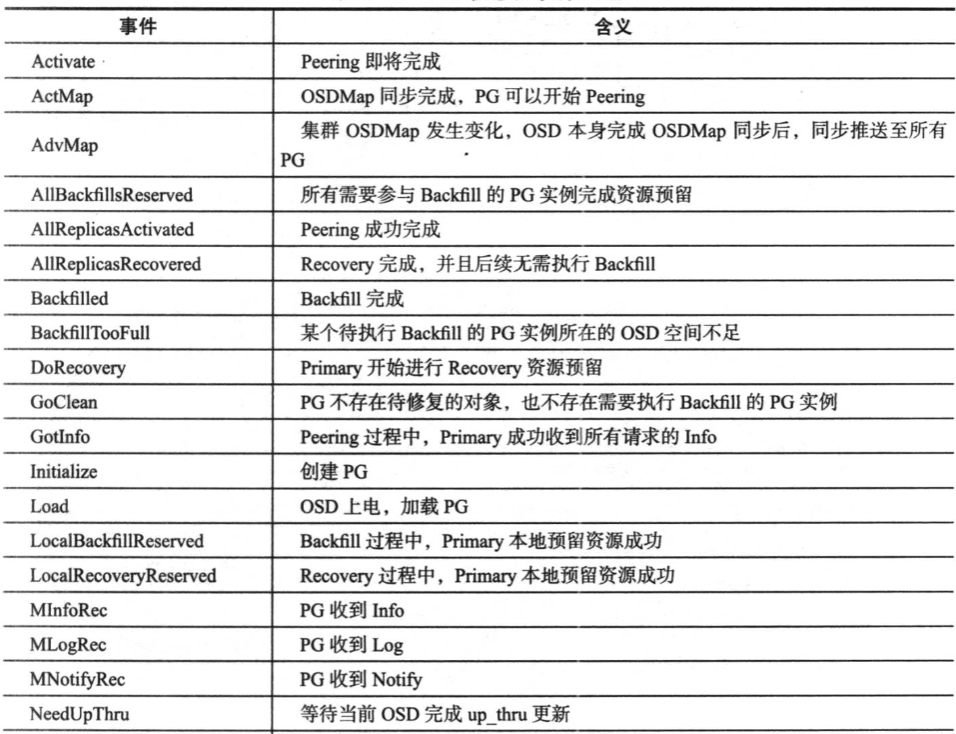 事件 含义
Activate Peering 即将完成
ActMap OSDMap 同步完成，PG 可以开始 Peering
AdvMap 集群 OSDMap 发生变化，OSD 本身完成 OSDMap 同步后，同步推送至所有
PG
AllBackfillsReserved 所有需要参与 Backfill 的 PG 实例完成资源预留
AllReplicasActivated Peering 成功完成
AllReplicasRecovered Recovery 完成，并且后续无需执行 Backfill
Backfilled Backfill 完成
BackfillTooFull 某个待执行 Backfill 的 PG 实例所在的 OSD 空间不足
DoRecovery Primary 开始进行 Recovery 资源预留
GoClean PG 不存在待修复的对象，也不存在需要执行 Backfill 的 PG 实例
GotInfo Peering 过程中，Primary 成功收到所有请求的 Info
Initialize 创建 PG
Load OSD 上电，加载 PG
LocalBackfillReserved Backfill 过程中，Primary 本地预留资源成功
LocalRecoveryReserved Recovery 过程中，Primary 本地预留资源成功
MInfoRec PG 收到 Info
MLogRec PG 收到 Log
MNotifyRec PG 收到 Notify
NeedUpThru 等待当前 OSD 完成 up_thru 更新